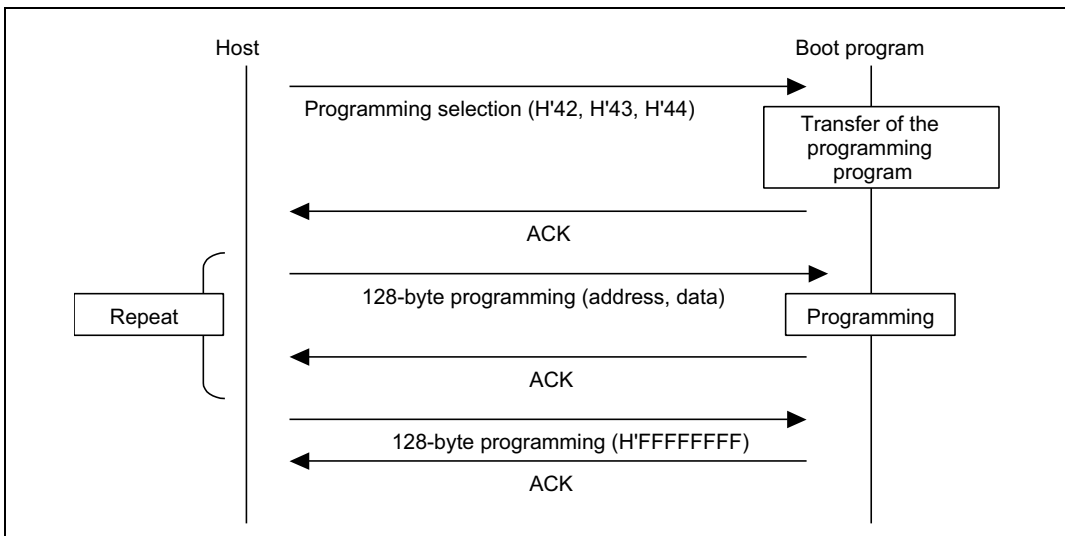 Host
Boot program
Programming selection (H'42, H'43, H'44)
Transfer of the
programming
program
ACK
128-byte programming (address, data)
Repeat
Programming
ACK
128-byte programming (H'FFFFFFFF)
ACK